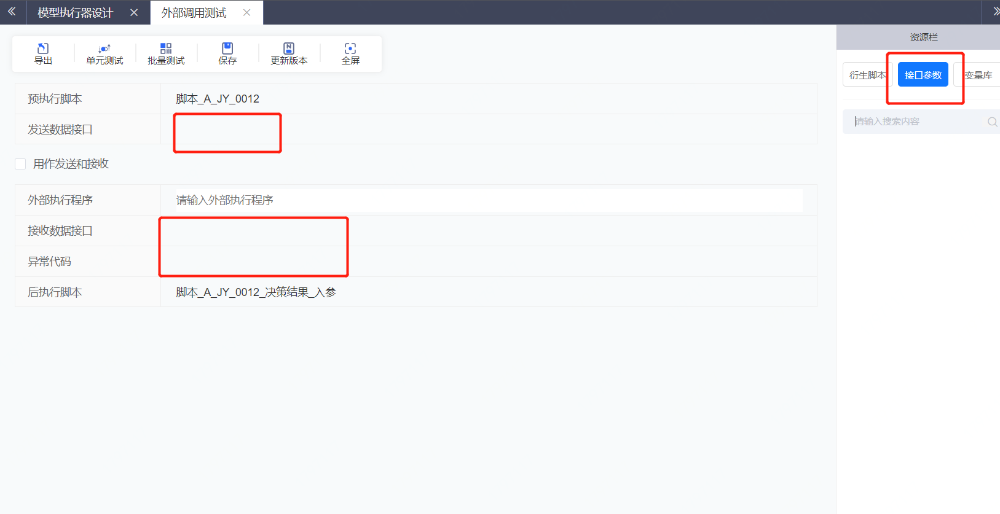 模型执行器设计
外部调用测试
导出
单元测试
批量测试
保存
更新版本
全屏
预执行脚本
脚本_A_JY_0012
发送数据接口
用作发送和接收
外部执行程序
请输入外部执行程序
接收数据接口
异常代码
后执行脚本
脚本_A_JY_0012_决策结果_入参
资源栏
衍生脚本
接口参数
变量库
请输入搜索内容